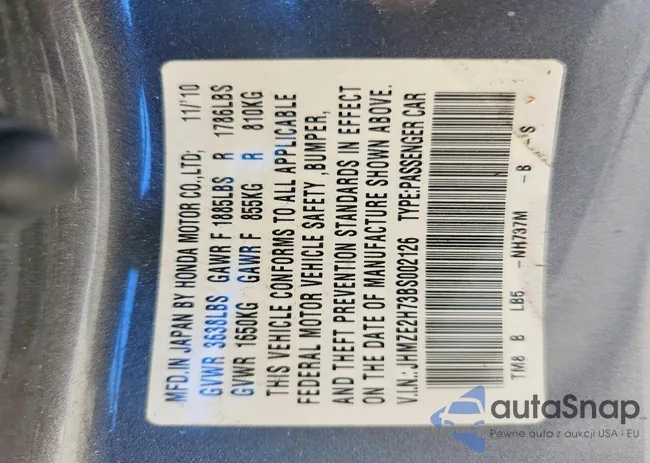 MFD.IN JAPAN BY HONDA MOTOR CO.,LTD; 11/'10
GVWR 3638LBS GAWR F 1885LBS R 1786LBS
GVWR 1650KG GAWR F 855KG R 810KG
THIS VEHICLE CONFORMS TO ALL APPLICABLE
FEDERAL MOTOR VEHICLE SAFETY ,BUMPER,
AND THEFT PREVENTION STANDARDS IN EFFECT
ON THE DATE OF MANUFACTURE SHOWN ABOVE.
V.I.N.:JHMZE2H73BS002126 TYPE:PASSENGER CAR
TM8 B LB5 -NH737M -B S
autaSnap
Pewne auta z aukcji USA i EU